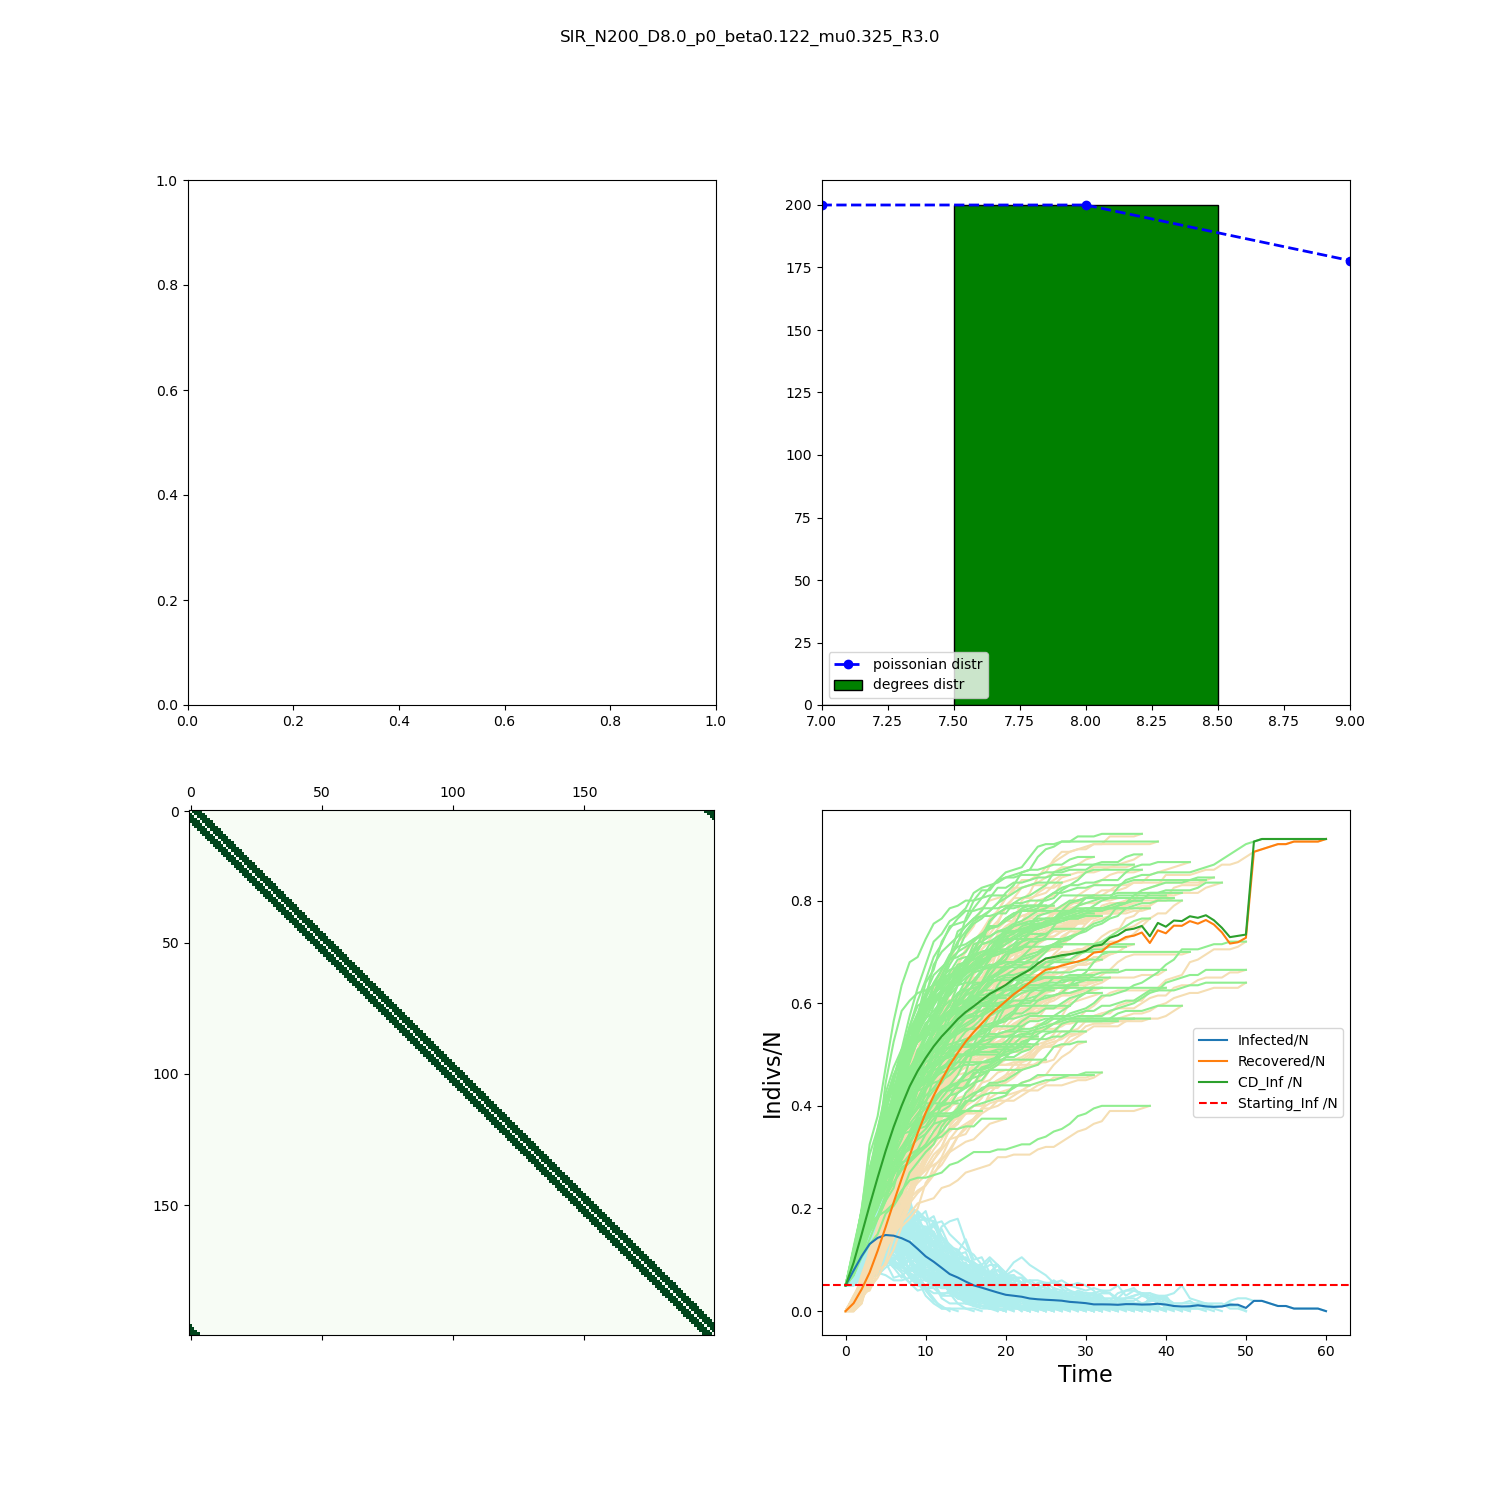 SIR_N200_D8.0_p0_beta0.122_mu0.325_R3.0
1.0
0.8
0.6
0.4
0.2
0.0
0.0 0.2 0.4 0.6 0.8 1.0
200
175
150
125
100
75
50
25
0
poissonian distr
degrees distr
7.00 7.25 7.50 7.75 8.00 8.25 8.50 8.75 9.00
0 50 100 150
0
50
100
150
Indivs/N
0.8
0.6
0.4
0.2
0.0
Infected/N
Recovered/N
CD_Inf /N
Starting_Inf /N
0 10 20 30 40 50 60
Time